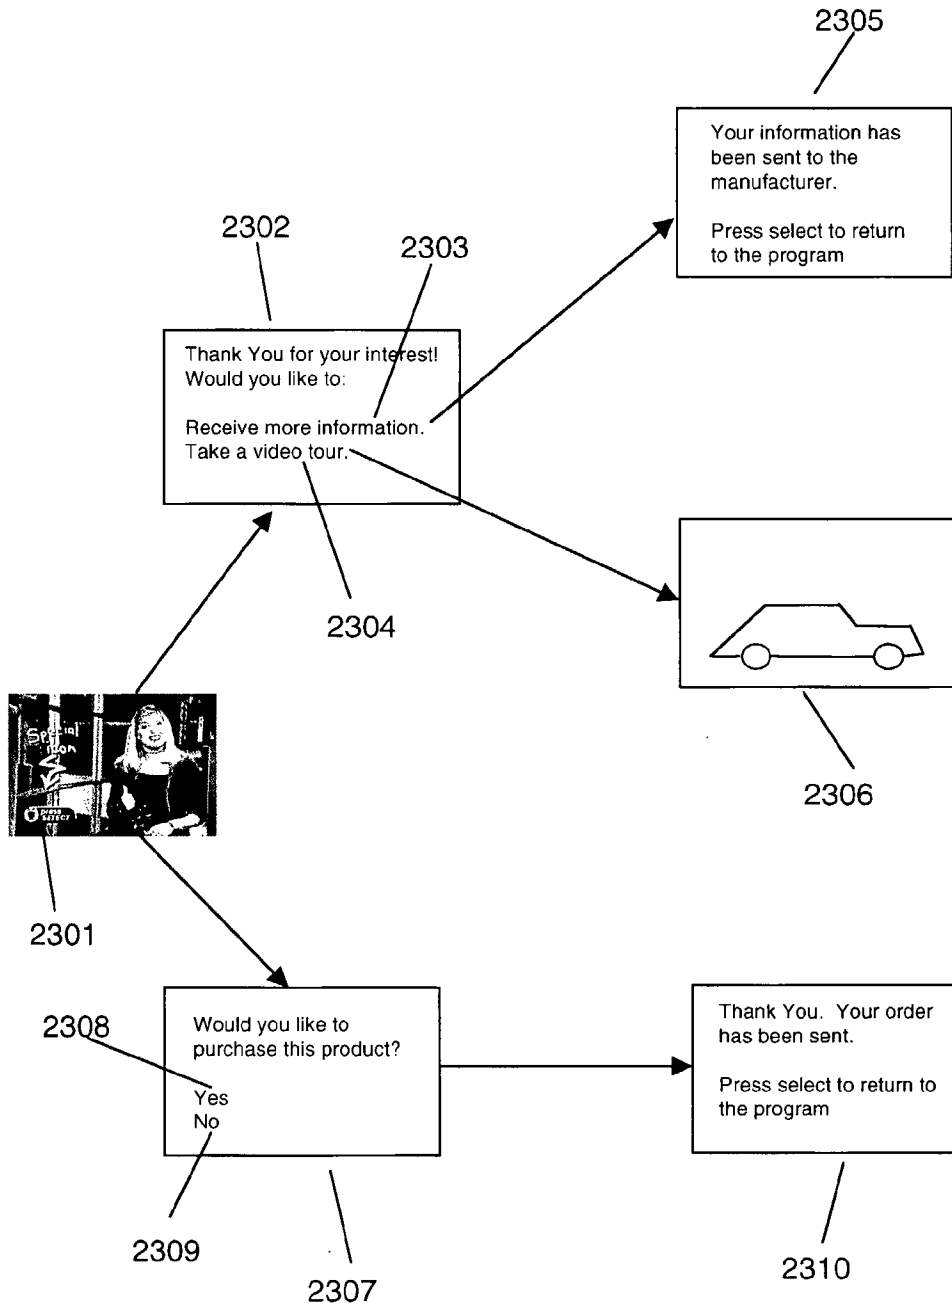 2305
Your information has
been sent to the
manufacturer.
Press select to return
to the program
2302
2303
Thank You for your interest!
Would you like to:
Receive more information.
Take a video tour.
2304
2306
Special
icon
press
SELECT
2301
2308
Would you like to
purchase this product?
Yes
No
2309
2307
Thank You. Your order
has been sent.
Press select to return to
the program
2310